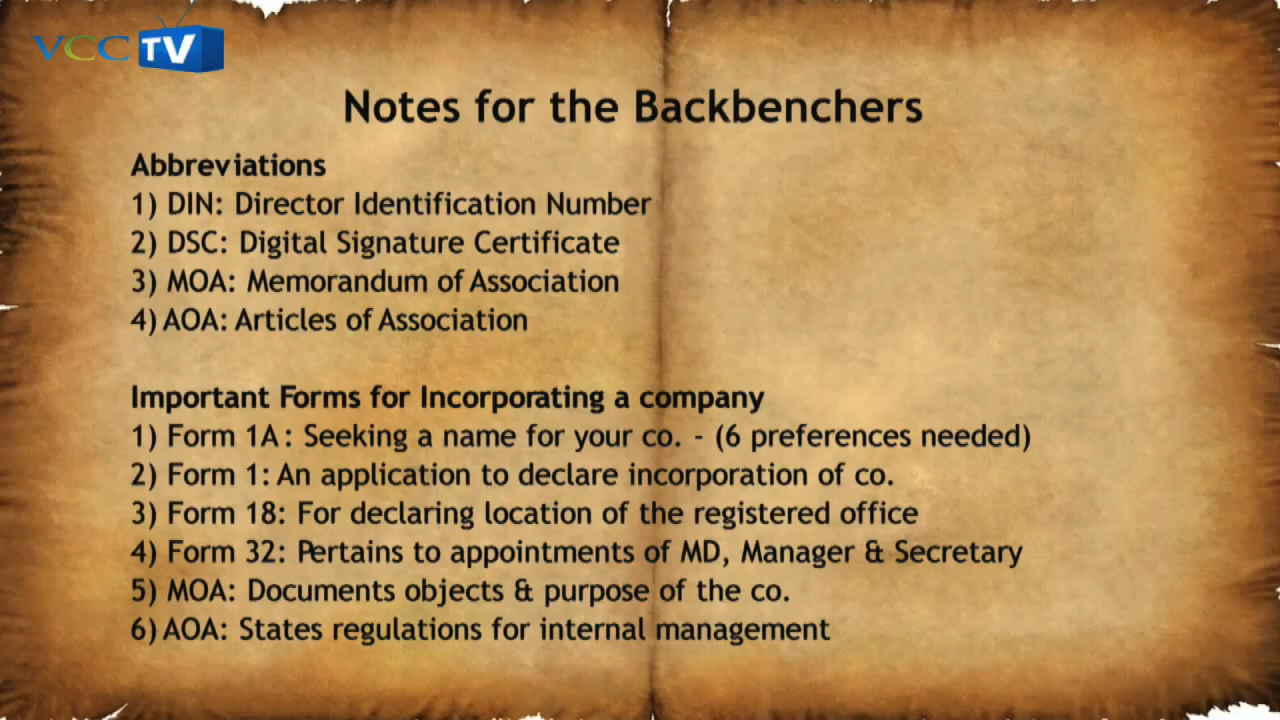 VCC TV
Notes for the Backbenchers
Abbreviations
1) DIN: Director Identification Number
2) DSC: Digital Signature Certificate
3) MOA: Memorandum of Association
4) AOA: Articles of Association
Important Forms for Incorporating a company
1) Form 1A : Seeking a name for your co. - (6 preferences needed)
2) Form 1: An application to declare incorporation of co.
3) Form 18: For declaring location of the registered office
4) Form 32: Pertains to appointments of MD, Manager & Secretary
5) MOA: Documents objects & purpose of the co.
6) AOA: States regulations for internal management